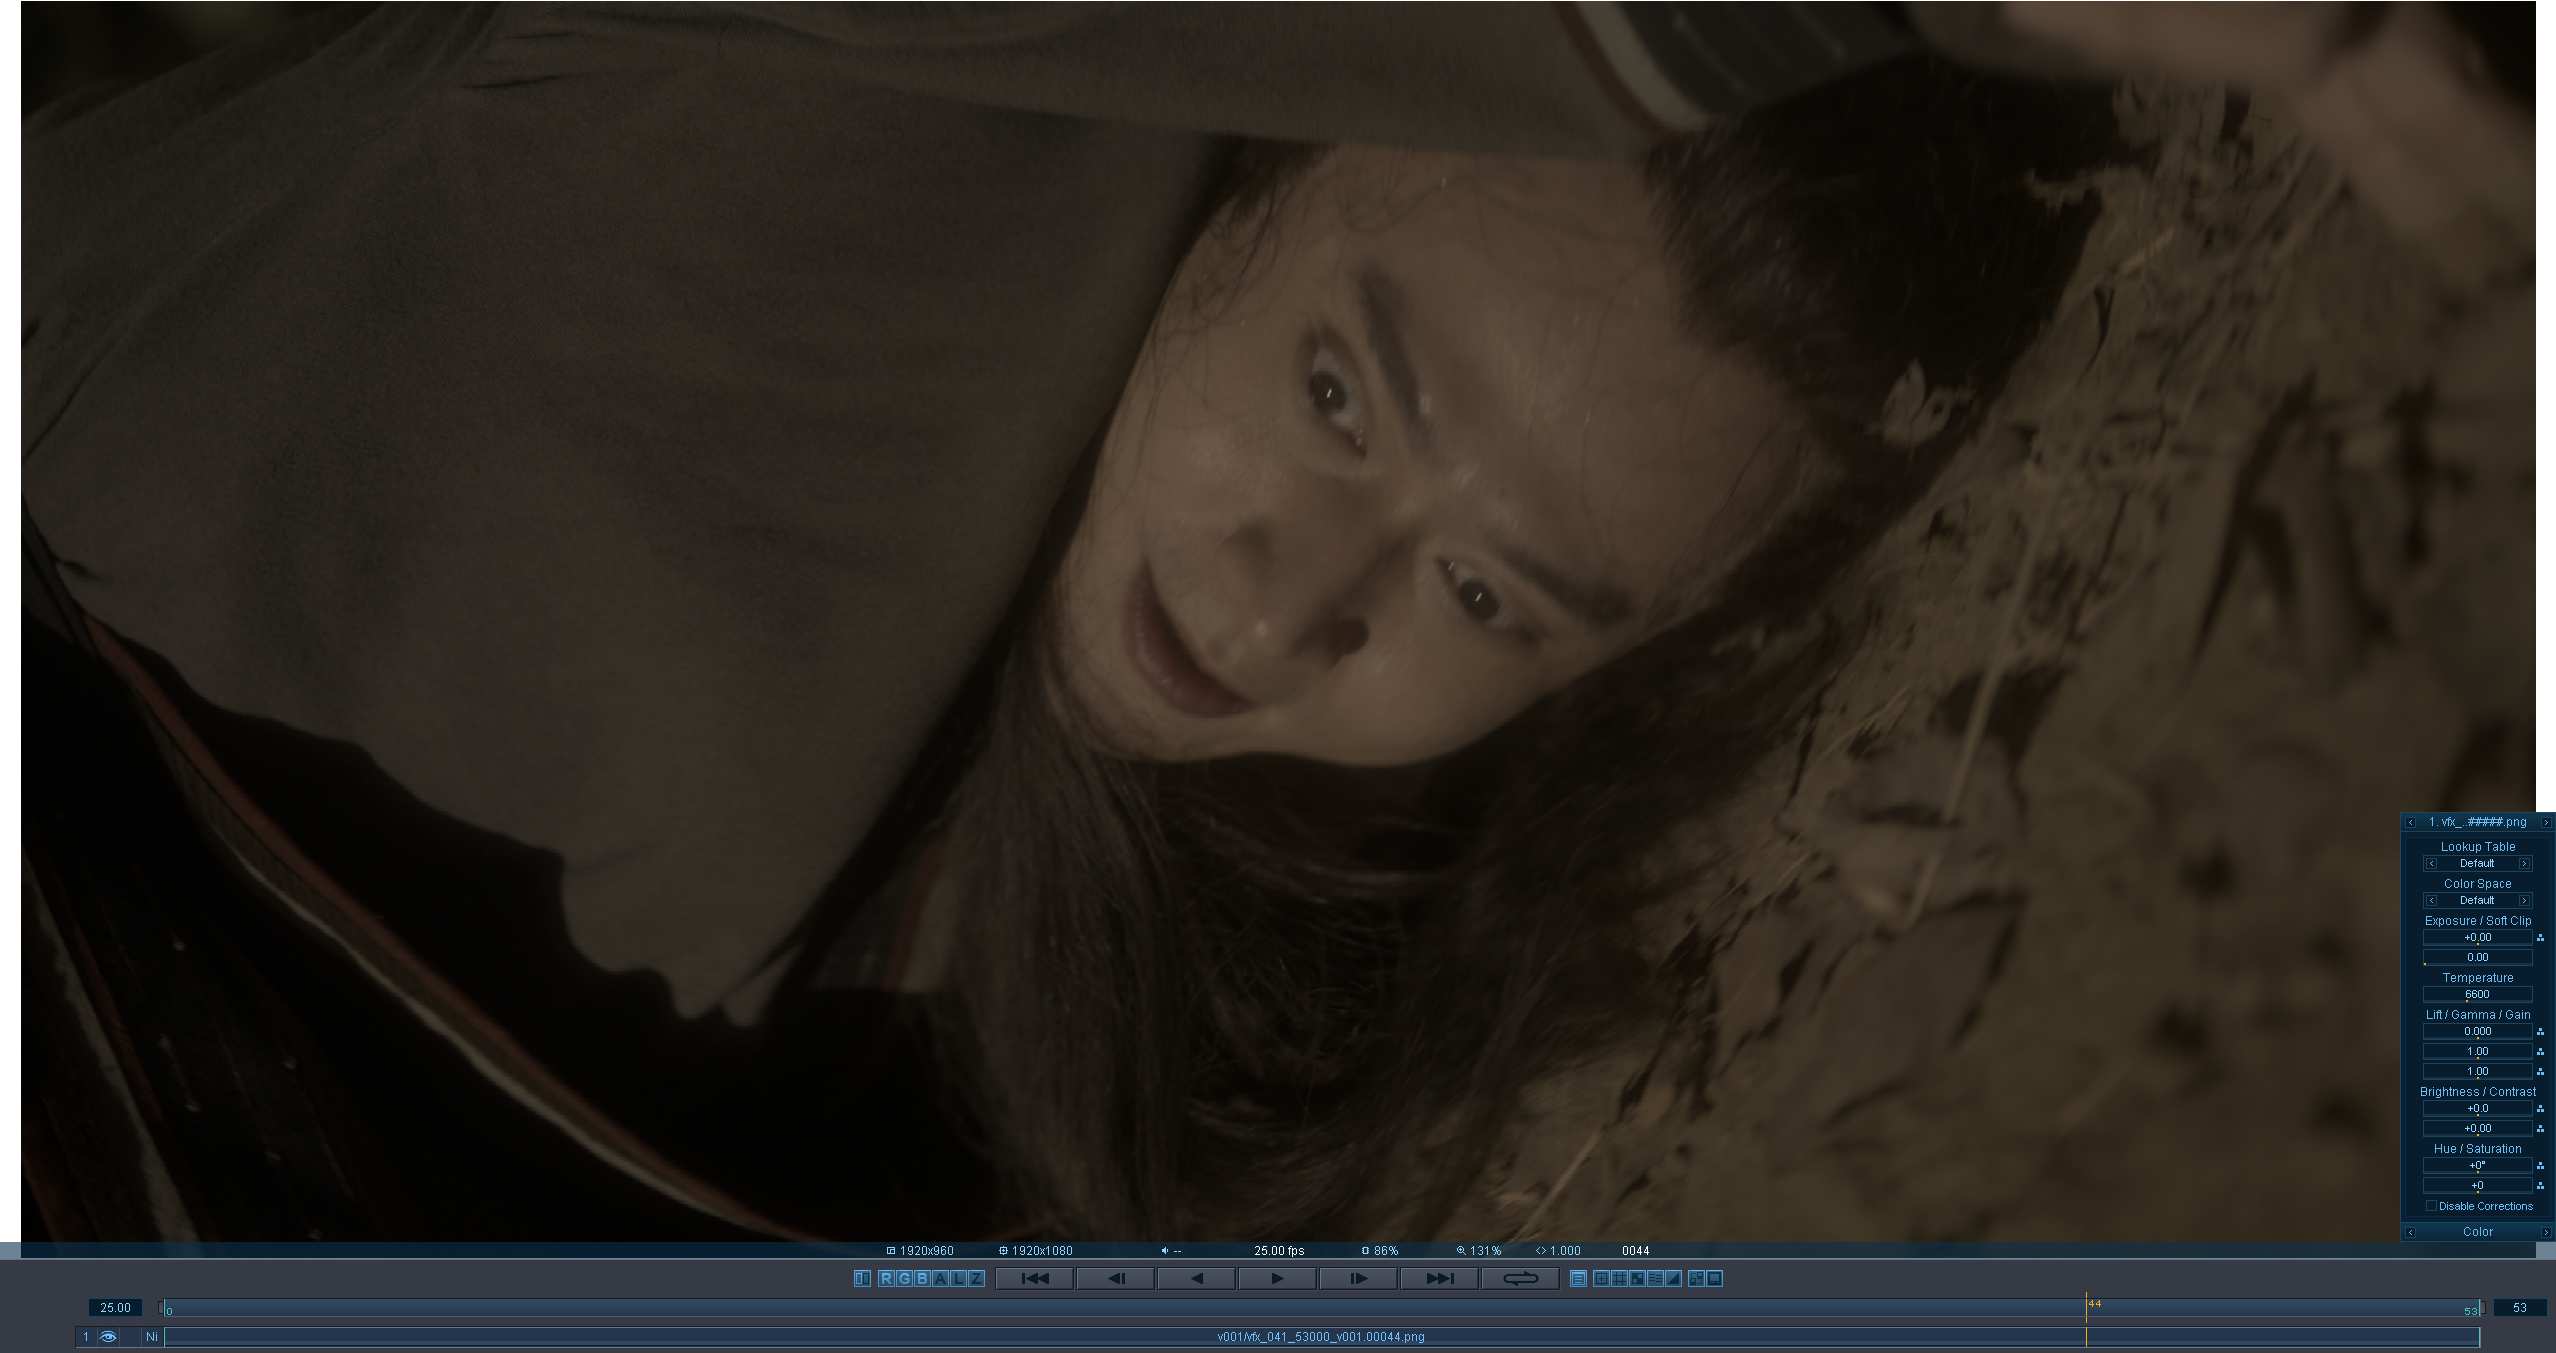 1. vfx_..#####.png
Lookup Table
Default
Color Space
Default
Exposure / Soft Clip
+0.00
0.00
Temperature
6600
Lift / Gamma / Gain
0.000
1.00
1.00
Brightness / Contrast
+0.0
+0.00
Hue / Saturation
+0°
+0
Disable Corrections
Color
1920x960 1920x1080 -- 25.00 fps 86% 131% <> 1.000 0044
R G B A L Z
25.00 0 44 53 53
1 Ni v001/vfx_041_53000_v001.00044.png